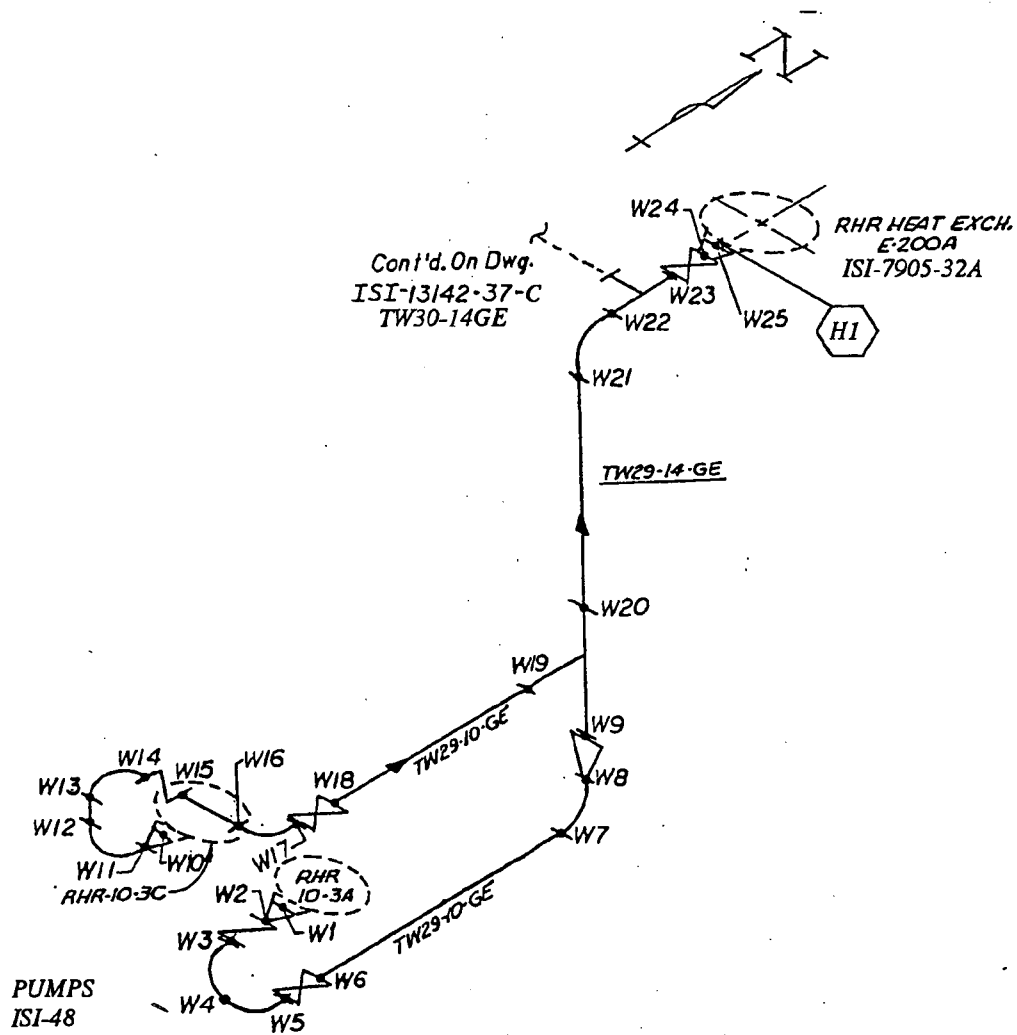 W24
RHR HEAT EXCH.
E-200A
ISI-7905-32A
Cont'd. On Dwg.
ISI-13142-37-C
TW30-14GE
W23
W25
H1
W22
W21
TW29-14-GE
W20
W19
W9
TW29-10-GE
W8
W14
W15
W16
W18
W13
W12
W7
W11
W10
W17
RHR-10-3C
RHR
10-3A
W2
W1
TW29-10-GE
W3
W6
PUMPS
ISI-48
W4
W5